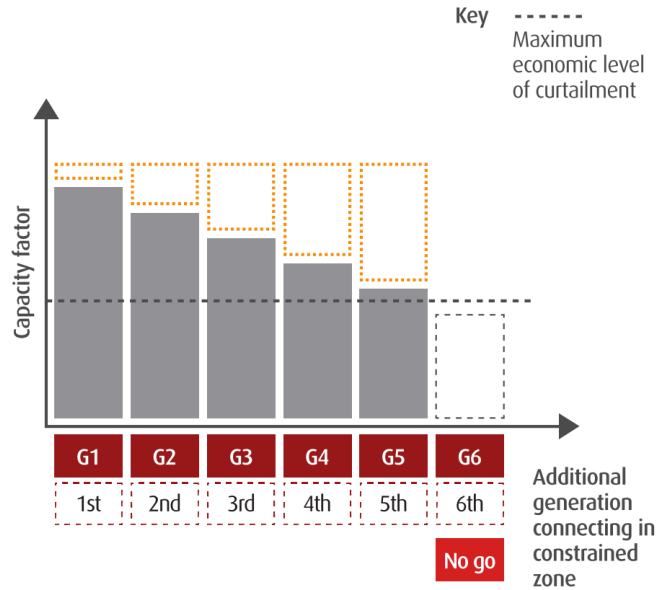 Key
Maximum
economic level
of curtailment
Capacity factor
G1 G2 G3 G4 G5 G6
1st 2nd 3rd 4th 5th 6th
Additional
generation
connecting in
constrained
zone
No go